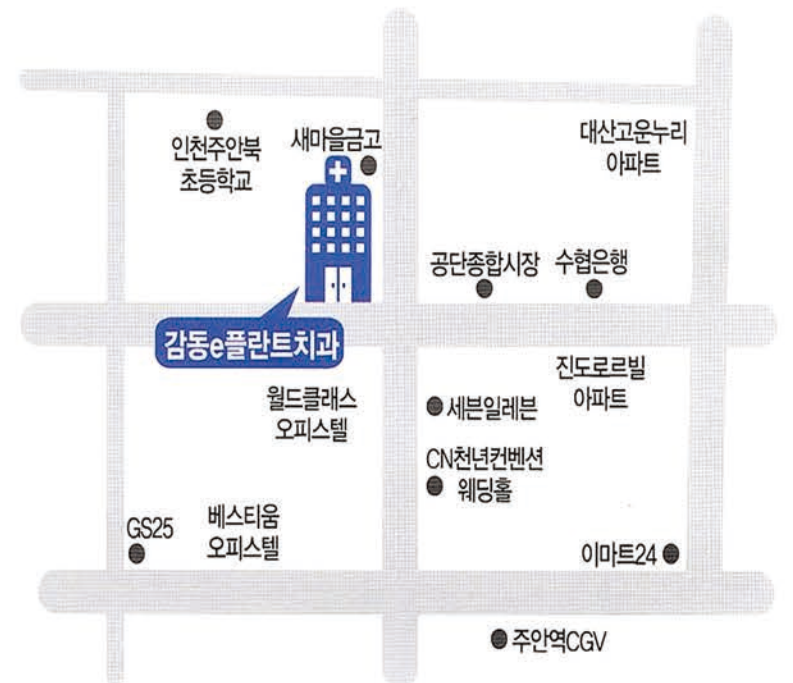 인천주안북
초등학교
새마을금고
대산고운누리
아파트
공단종합시장
수협은행
감동e플란트치과
월드클래스
오피스텔
진도로르빌
아파트
세븐일레븐
CN천년컨벤션
웨딩홀
GS25
베스티움
오피스텔
이마트24
주안역CGV